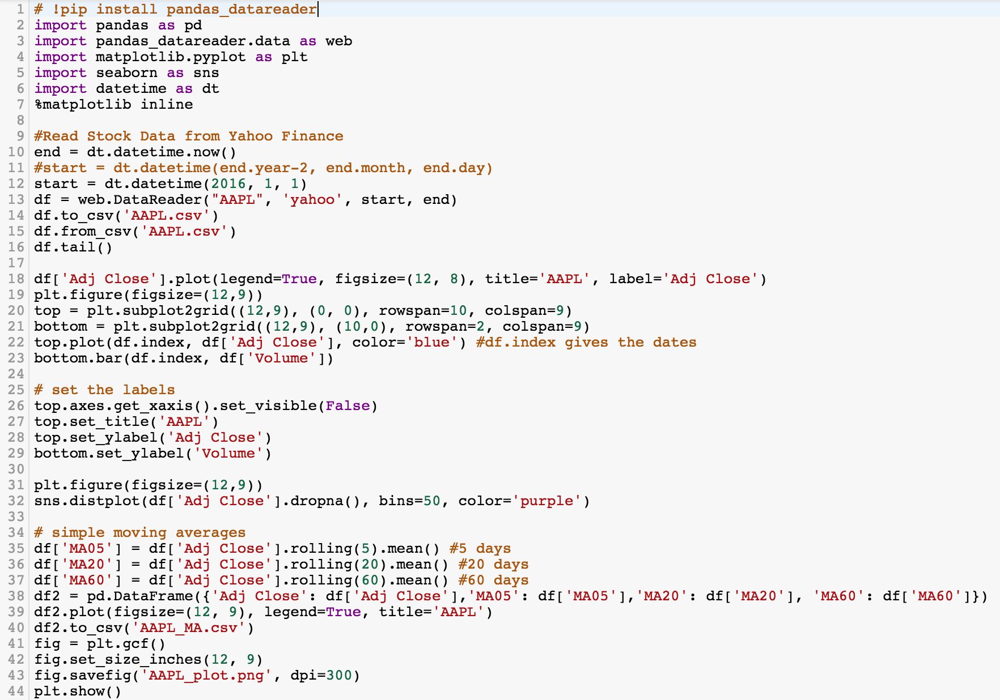 1 # !pip install pandas_datareader
2 import pandas as pd
3 import pandas_datareader.data as web
4 import matplotlib.pyplot as plt
5 import seaborn as sns
6 import datetime as dt
7 %matplotlib inline
8
9 #Read Stock Data from Yahoo Finance
10 end = dt.datetime.now()
11 #start = dt.datetime(end.year-2, end.month, end.day)
12 start = dt.datetime(2016, 1, 1)
13 df = web.DataReader("AAPL", 'yahoo', start, end)
14 df.to_csv('AAPL.csv')
15 df.from_csv('AAPL.csv')
16 df.tail()
17
18 df['Adj Close'].plot(legend=True, figsize=(12, 8), title='AAPL', label='Adj Close')
19 plt.figure(figsize=(12,9))
20 top = plt.subplot2grid((12,9), (0, 0), rowspan=10, colspan=9)
21 bottom = plt.subplot2grid((12,9), (10,0), rowspan=2, colspan=9)
22 top.plot(df.index, df['Adj Close'], color='blue') #df.index gives the dates
23 bottom.bar(df.index, df['Volume'])
24
25 # set the labels
26 top.axes.get_xaxis().set_visible(False)
27 top.set_title('AAPL')
28 top.set_ylabel('Adj Close')
29 bottom.set_ylabel('Volume')
30
31 plt.figure(figsize=(12,9))
32 sns.distplot(df['Adj Close'].dropna(), bins=50, color='purple')
33
34 # simple moving averages
35 df['MA05'] = df['Adj Close'].rolling(5).mean() #5 days
36 df['MA20'] = df['Adj Close'].rolling(20).mean() #20 days
37 df['MA60'] = df['Adj Close'].rolling(60).mean() #60 days
38 df2 = pd.DataFrame({'Adj Close': df['Adj Close'],'MA05': df['MA05'],'MA20': df['MA20'], 'MA60': df['MA60']})
39 df2.plot(figsize=(12, 9), legend=True, title='AAPL')
40 df2.to_csv('AAPL_MA.csv')
41 fig = plt.gcf()
42 fig.set_size_inches(12, 9)
43 fig.savefig('AAPL_plot.png', dpi=300)
44 plt.show()